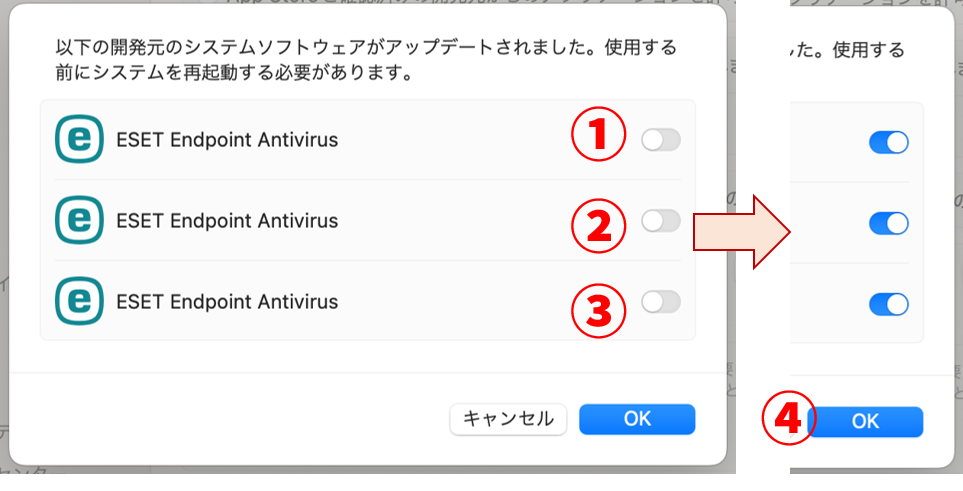 以下の開発元のシステムソフトウェアがアップデートされました。使用する
前にシステムを再起動する必要があります。
e ESET Endpoint Antivirus ①
e ESET Endpoint Antivirus ②
e ESET Endpoint Antivirus ③
キャンセル OK
した。使用する
④ OK